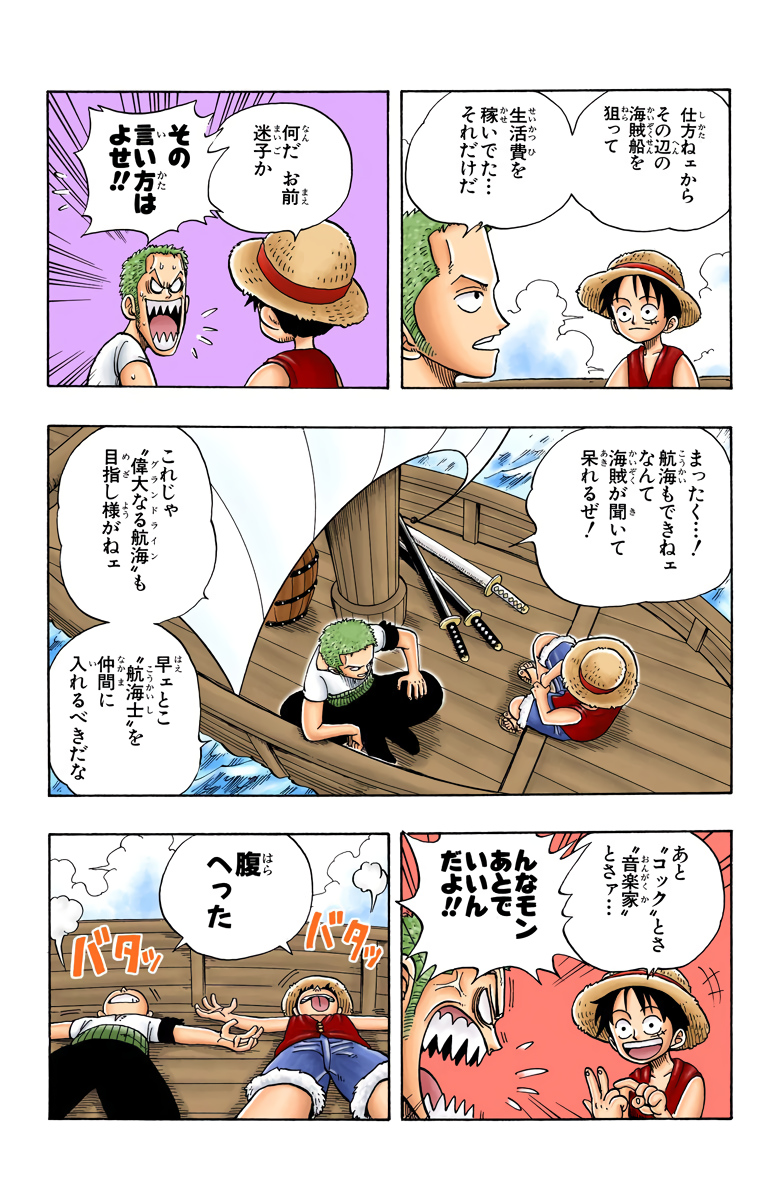 仕方ねェから
その辺の
海賊船を
狙って
生活費を
稼いでた…
それだけだ
何だ お前
迷子か
その
言い方は
よせ!!
まったく…!
航海もできねェ
なんて
海賊が聞いて
呆れるぜ!
これじゃ
〝偉大なる航海〟も
目指し様がねェ
早ェとこ
〝航海士〟を
仲間に
入れるべきだな
あと
〝コック〟とさ
〝音楽家〟
とさァ…
んなモン
あとで
いいん
だよ!!
腹
へった
バタッ
バタッ